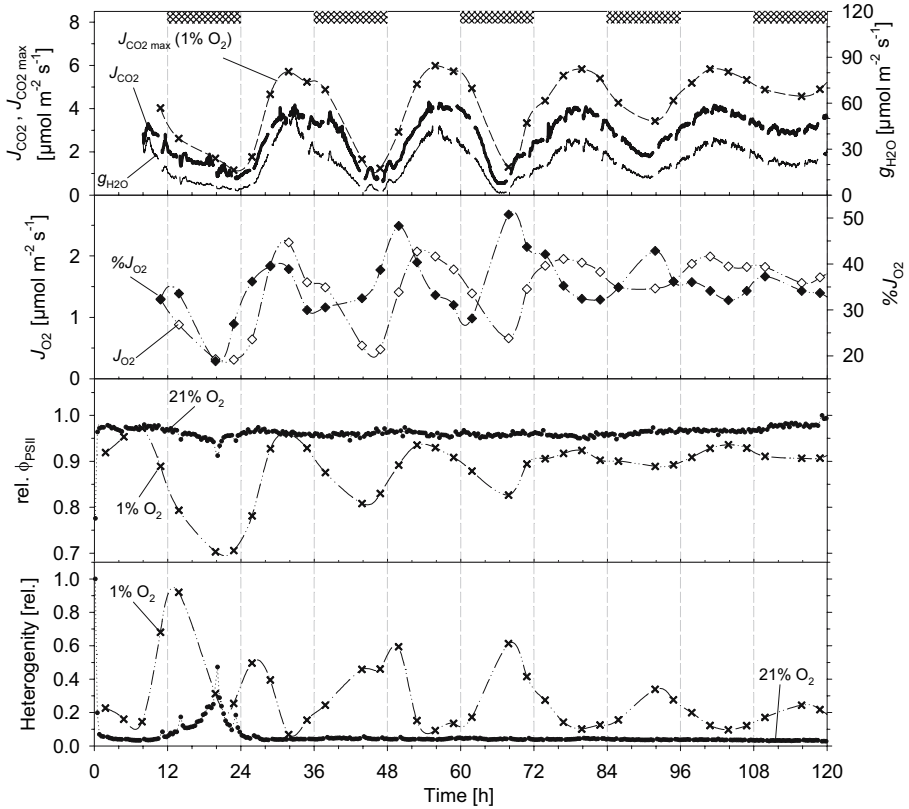 J_CO2 , J_CO2 max
[µmol m⁻² s⁻¹]
8
6
4
2
0
J_CO2 max (1% O₂)
J_CO2
g_H2O
120
90
60
30
0
g_H2O
[µmol m⁻² s⁻¹]
J_O2 [µmol m⁻² s⁻¹]
2
1
0
%J_O2
J_O2
50
40
30
20
%J_O2
rel. ϕ_PSII
1.0
0.9
0.8
0.7
21% O₂
1% O₂
Heterogenity [rel.]
1.0
0.8
0.6
0.4
0.2
0.0
1% O₂
21% O₂
0 12 24 36 48 60 72 84 96 108 120
Time [h]